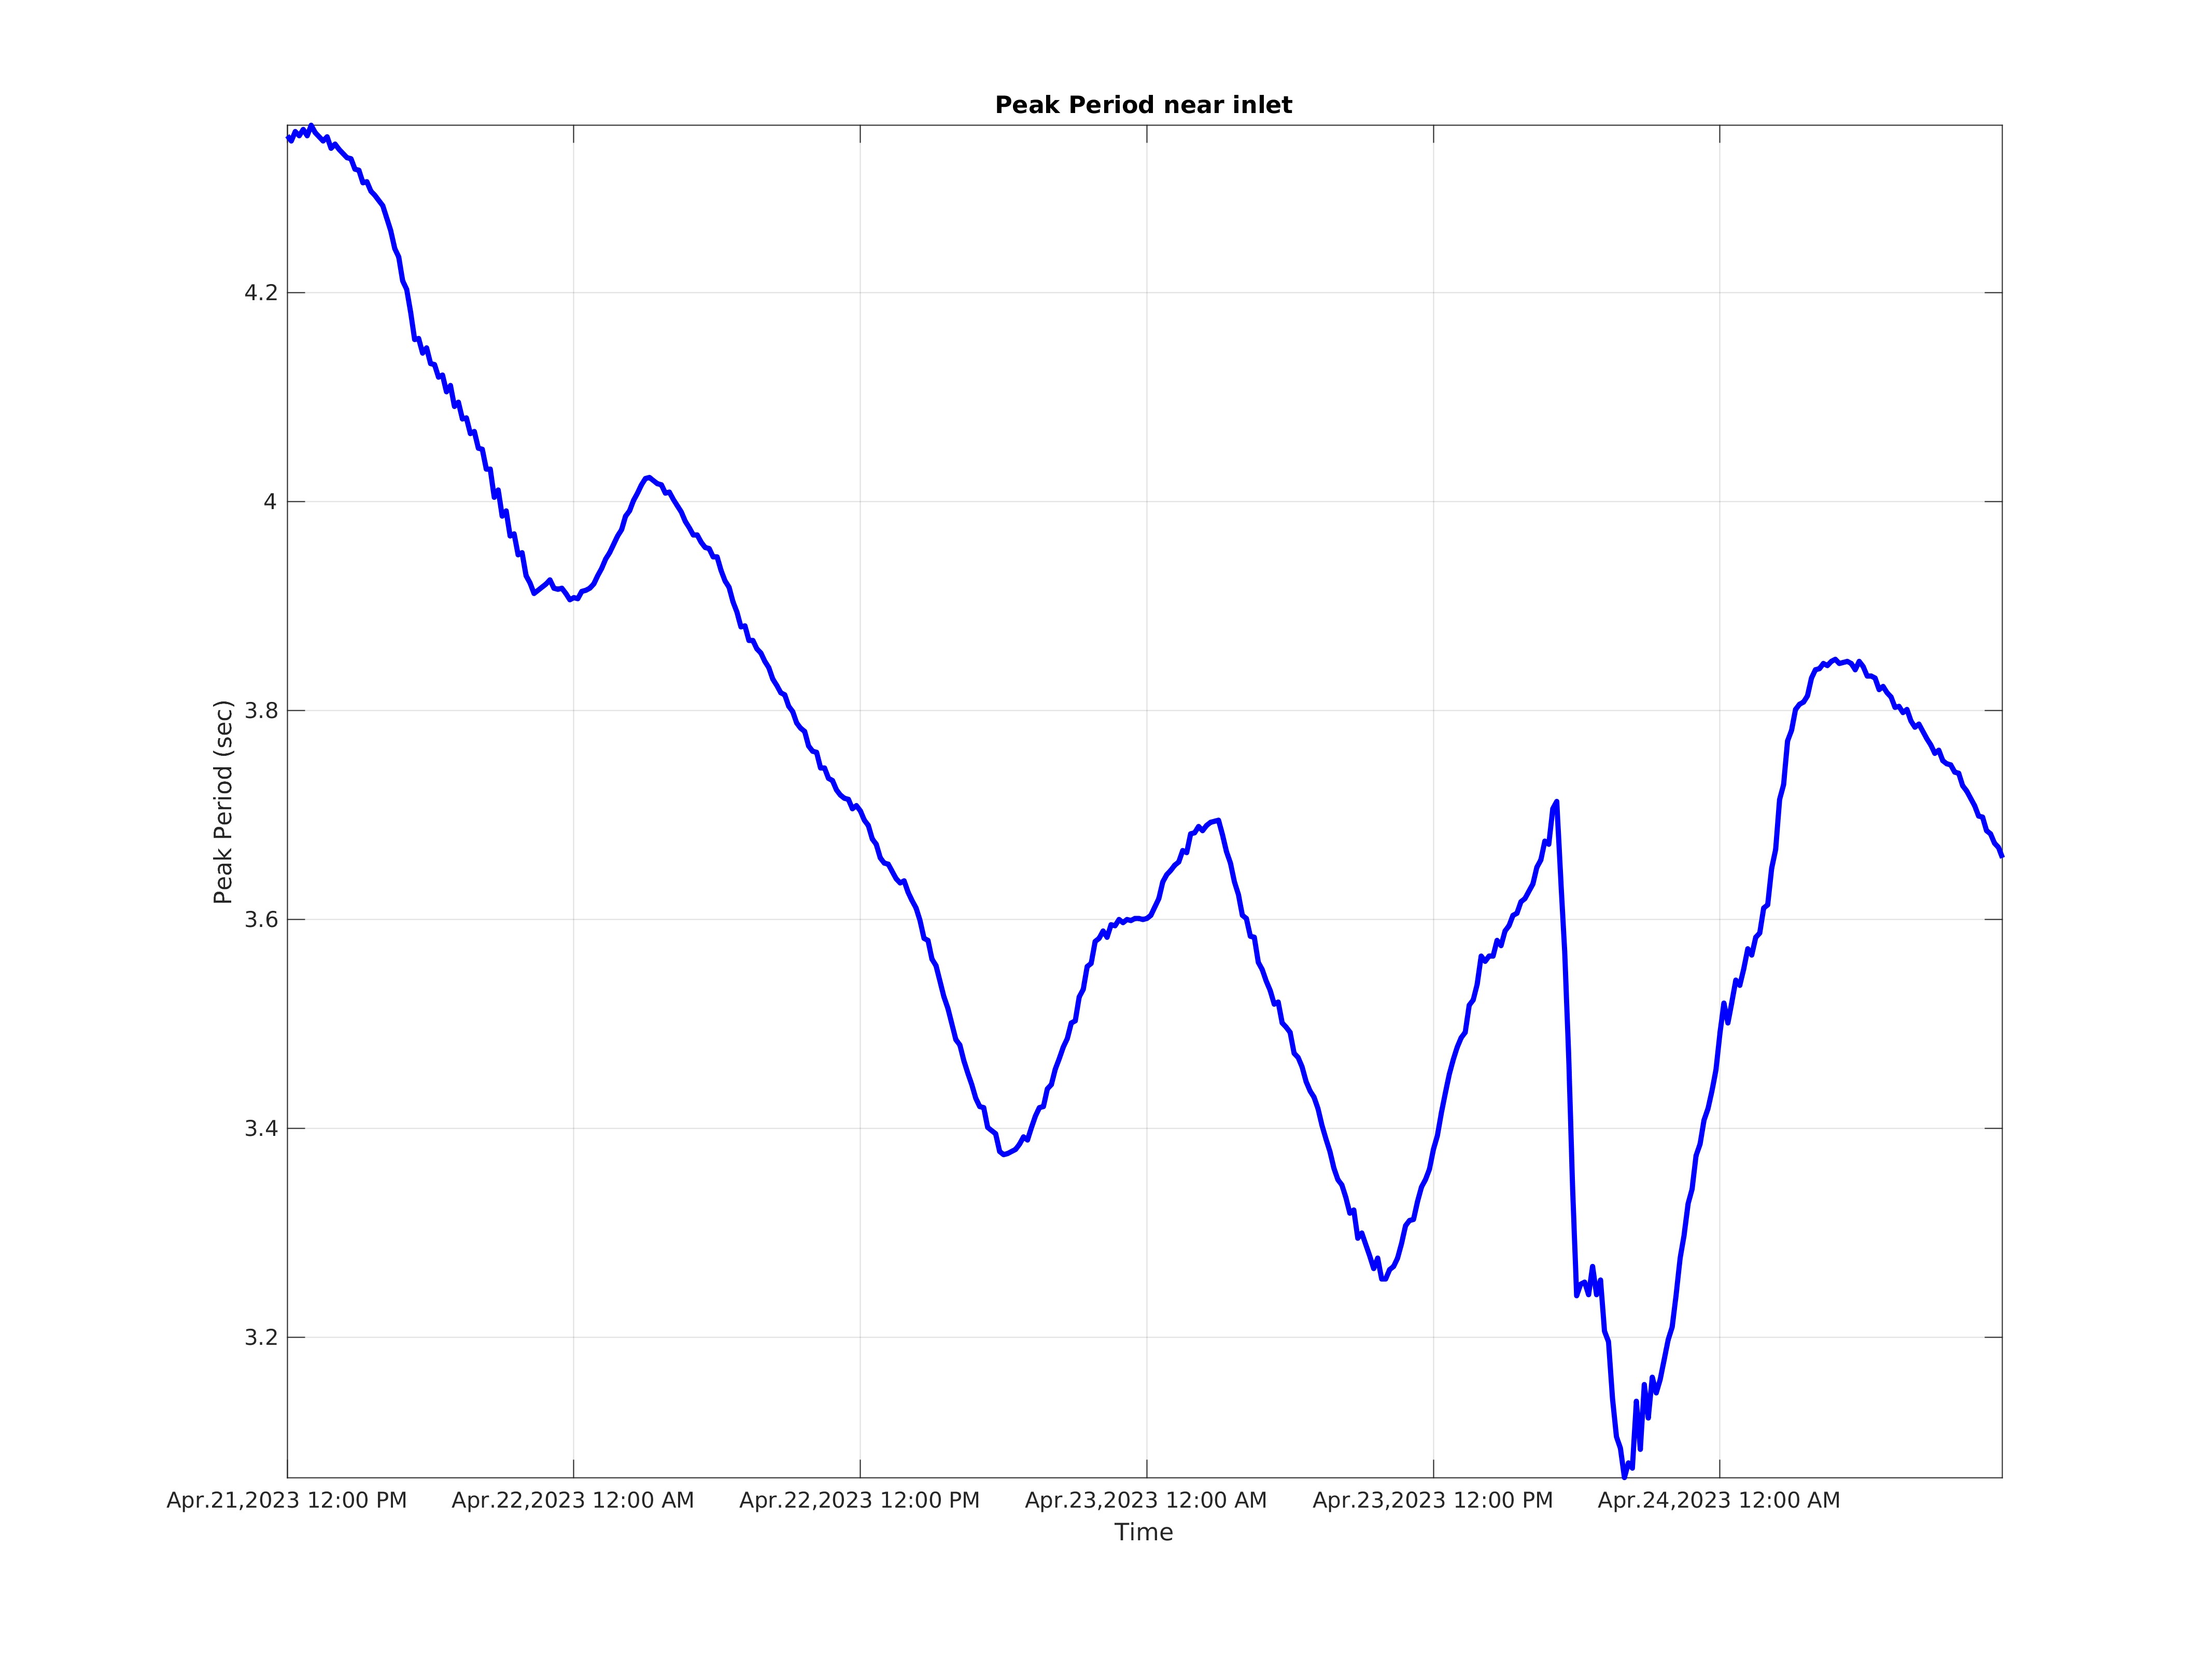 Peak Period near inlet
4.2
4
3.8
3.6
3.4
3.2
Peak Period (sec)
Apr.21,2023 12:00 PM
Apr.22,2023 12:00 AM
Apr.22,2023 12:00 PM
Apr.23,2023 12:00 AM
Apr.23,2023 12:00 PM
Apr.24,2023 12:00 AM
Time